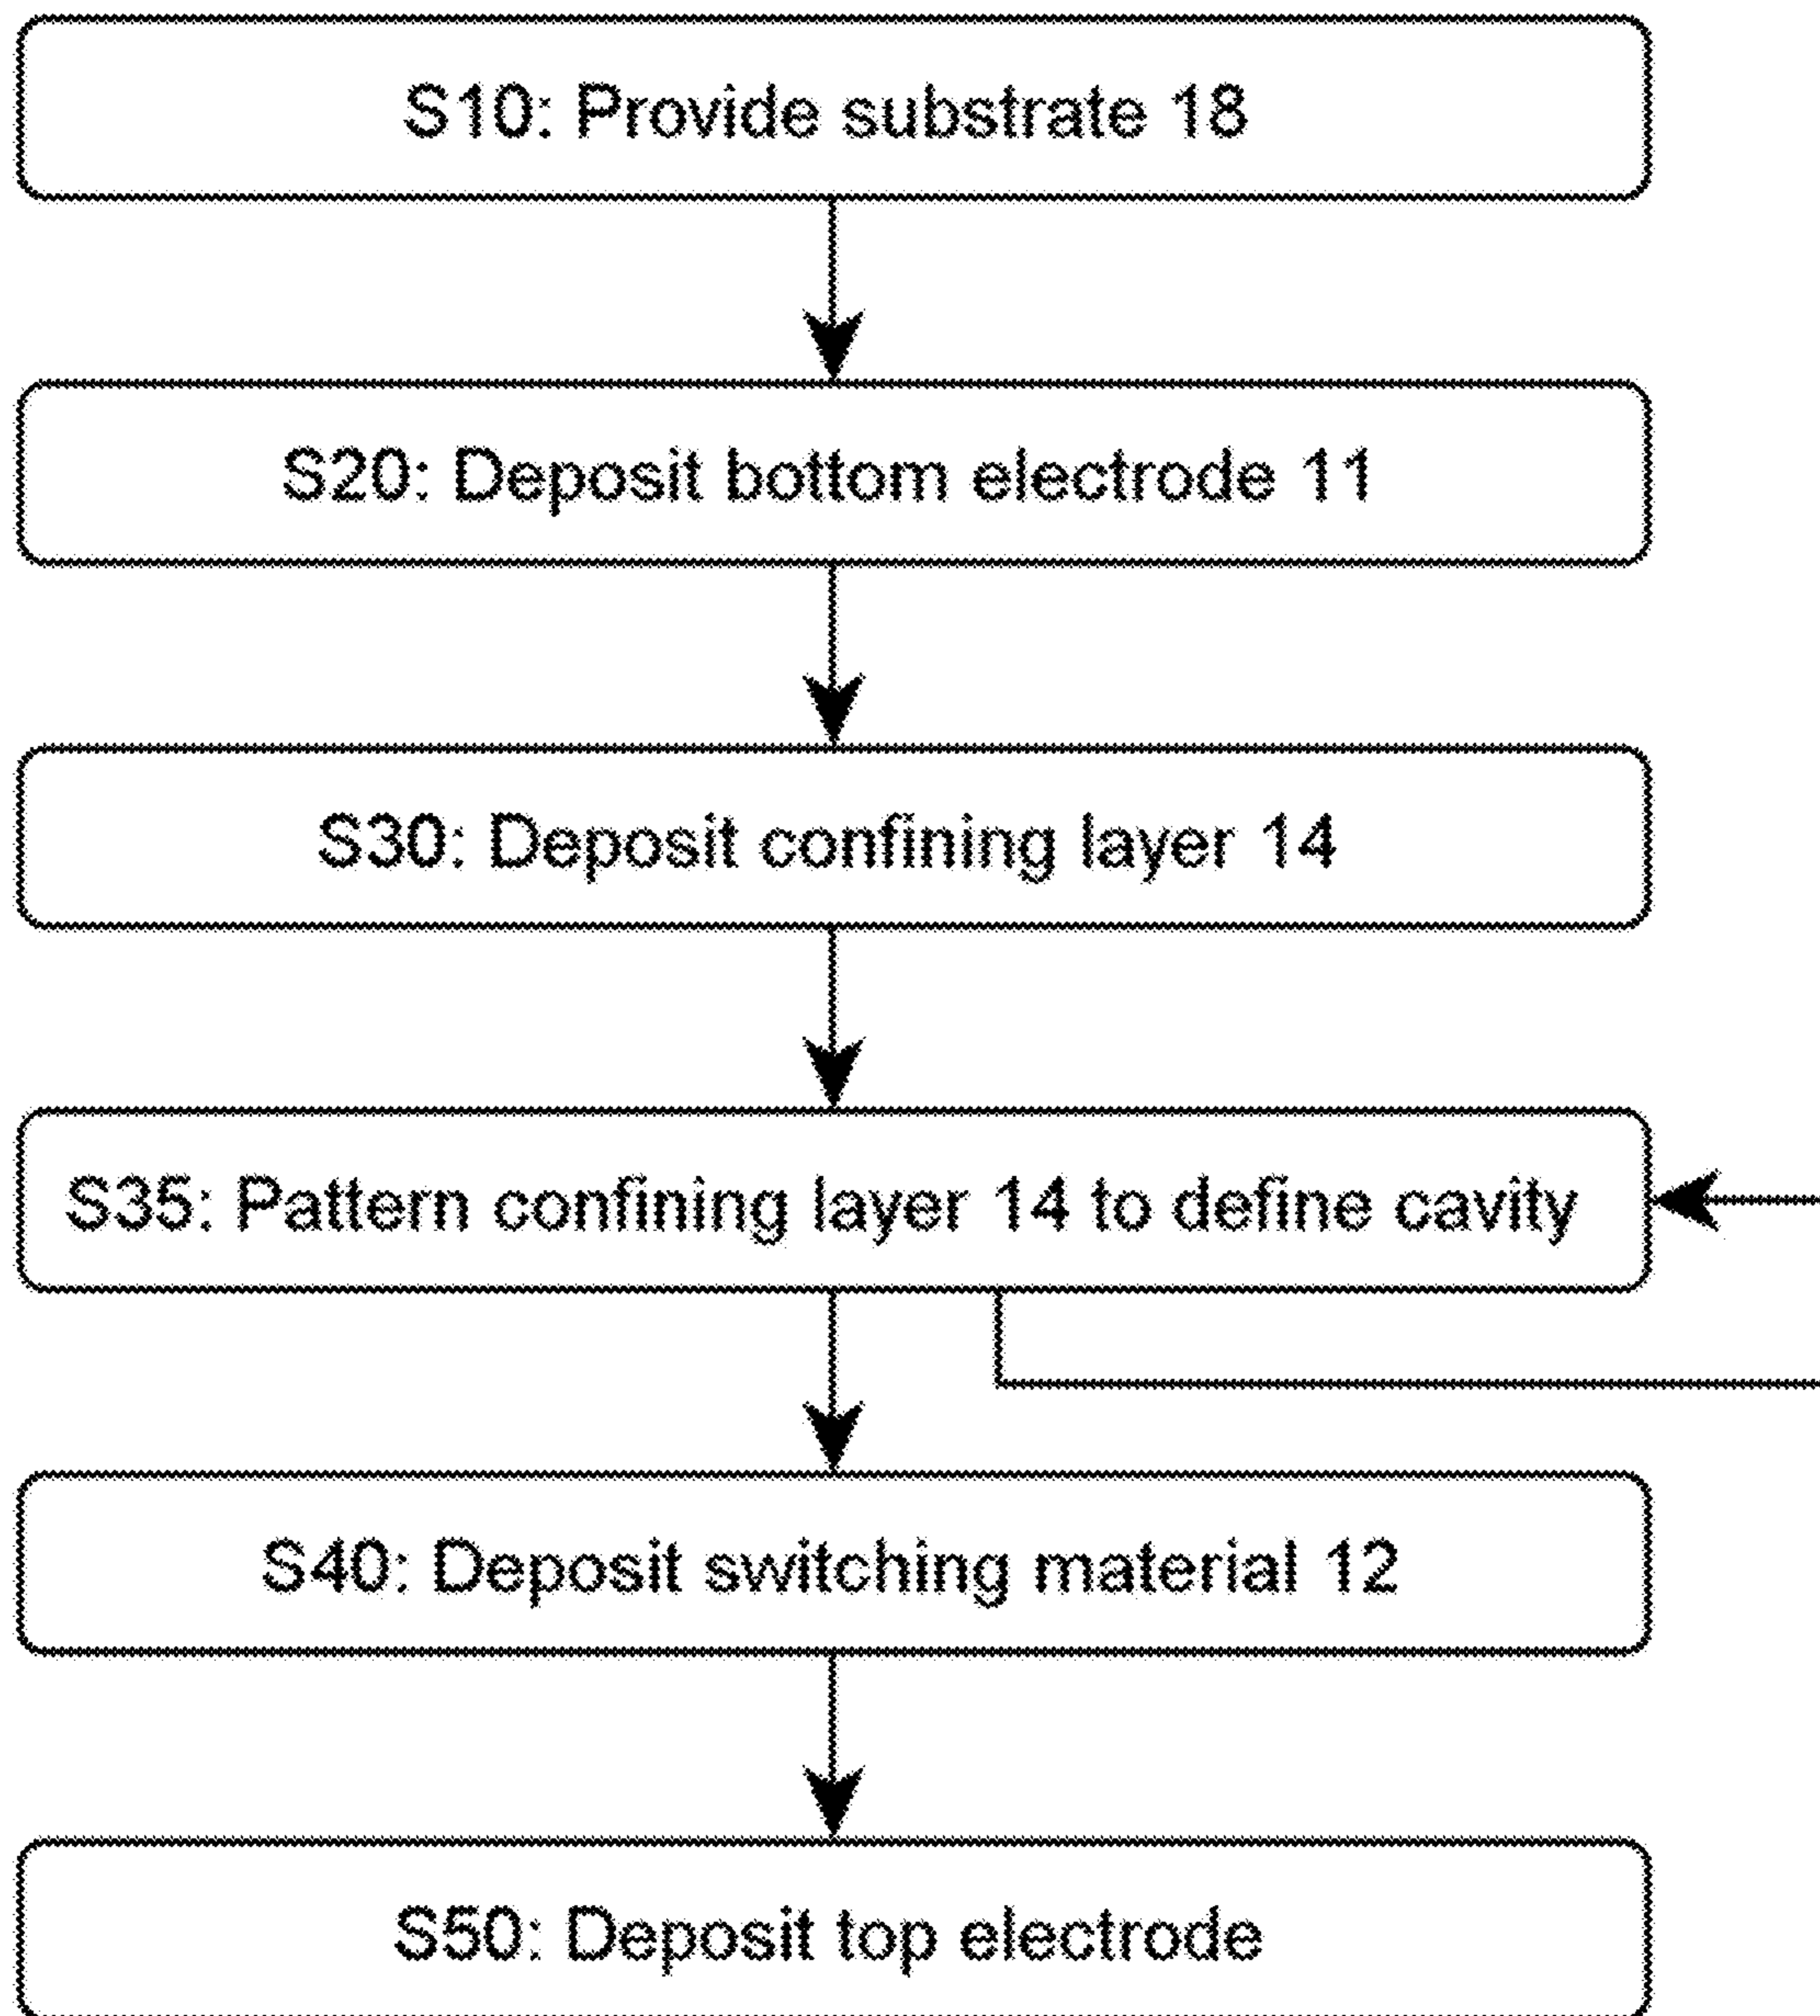 S10: Provide substrate 18
S20: Deposit bottom electrode 11
S30: Deposit confining layer 14
S35: Pattern confining layer 14 to define cavity
S40: Deposit switching material 12
S50: Deposit top electrode